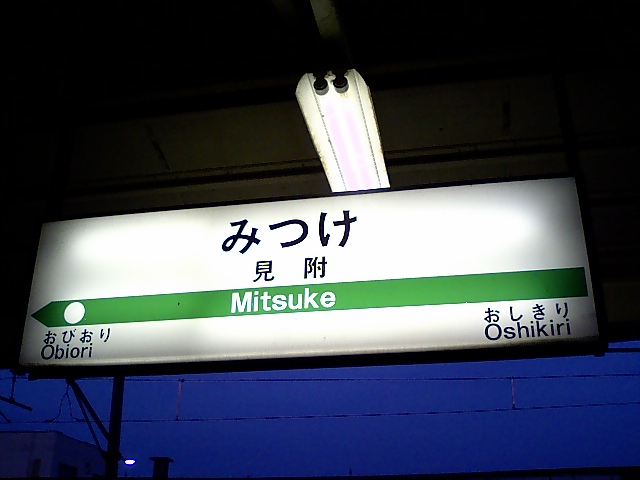 みつけ
見附
Mitsuke
おびおり
Obiori
おしきり
Oshikiri